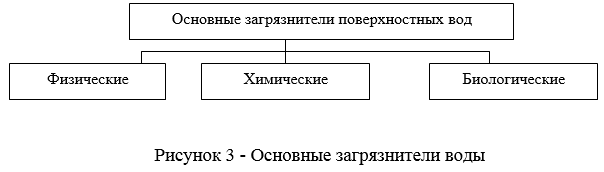 Основные загрязнители поверхностных вод
Физические
Химические
Биологические
Рисунок 3 - Основные загрязнители воды